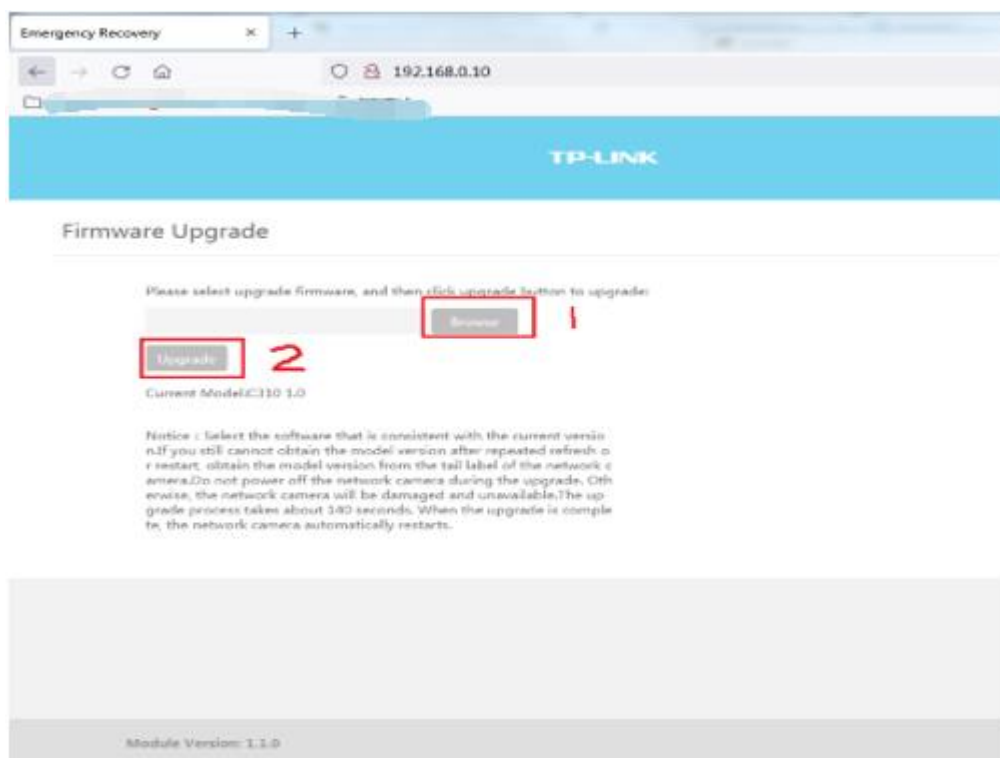 Emergency Recovery × +
192.168.0.10
TP-LINK
Firmware Upgrade
Please select upgrade firmware, and then click upgrade button to upgrade:
Browse 1
Upgrade 2
Current Model:C310 1.0
Notice : Select the software that is consistent with the current versio
n.If you still cannot obtain the model version after repeated refresh o
r restart, obtain the model version from the tail label of the network c
amera.Do not power off the network camera during the upgrade. Oth
erwise, the network camera will be damaged and unavailable.The up
grade process takes about 140 seconds. When the upgrade is comple
te, the network camera automatically restarts.
Module Version: 1.1.0